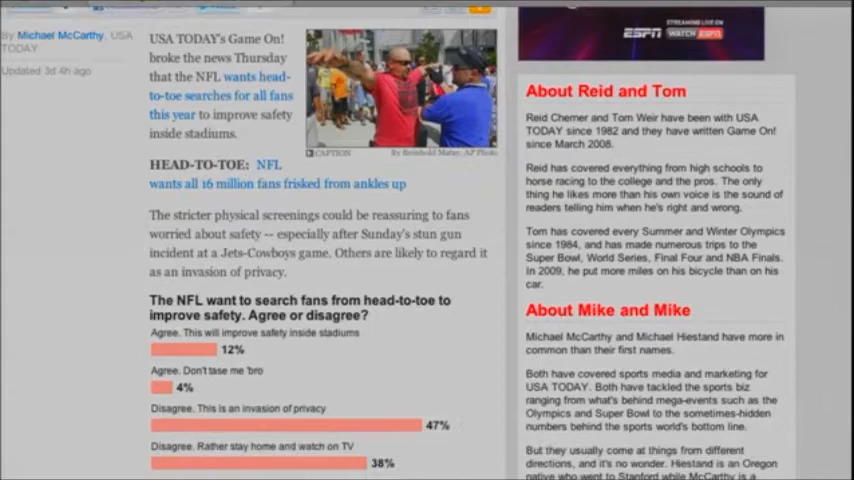 By Michael McCarthy, USA
TODAY
Updated 3d 4h ago
USA TODAY's Game On!
broke the news Thursday
that the NFL wants head-
to-toe searches for all fans
this year to improve safety
inside stadiums.
CAPTION
By Reinhold Matay, AP Photo
HEAD-TO-TOE: NFL
wants all 16 million fans frisked from ankles up
The stricter physical screenings could be reassuring to fans
worried about safety -- especially after Sunday's stun gun
incident at a Jets-Cowboys game. Others are likely to regard it
as an invasion of privacy.
The NFL want to search fans from head-to-toe to
improve safety. Agree or disagree?
Agree. This will improve safety inside stadiums
12%
Agree. Don't tase me 'bro
4%
Disagree. This is an invasion of privacy
47%
Disagree. Rather stay home and watch on TV
38%
STREAMING LIVE ON
ESPN WATCH ESPN
About Reid and Tom
Reid Cherner and Tom Weir have been with USA
TODAY since 1982 and they have written Game On!
since March 2008.
Reid has covered everything from high schools to
horse racing to the college and the pros. The only
thing he likes more than his own voice is the sound of
readers telling him when he's right and wrong.
Tom has covered every Summer and Winter Olympics
since 1984, and has made numerous trips to the
Super Bowl, World Series, Final Four and NBA Finals.
In 2009, he put more miles on his bicycle than on his
car.
About Mike and Mike
Michael McCarthy and Michael Hiestand have more in
common than their first names.
Both have covered sports media and marketing for
USA TODAY. Both have tackled the sports biz
ranging from what's behind mega-events such as the
Olympics and Super Bowl to the sometimes-hidden
numbers behind the sports world's bottom line.
But they usually come at things from different
directions, and it's no wonder. Hiestand is an Oregon
native who went to Stanford while McCarthy is a